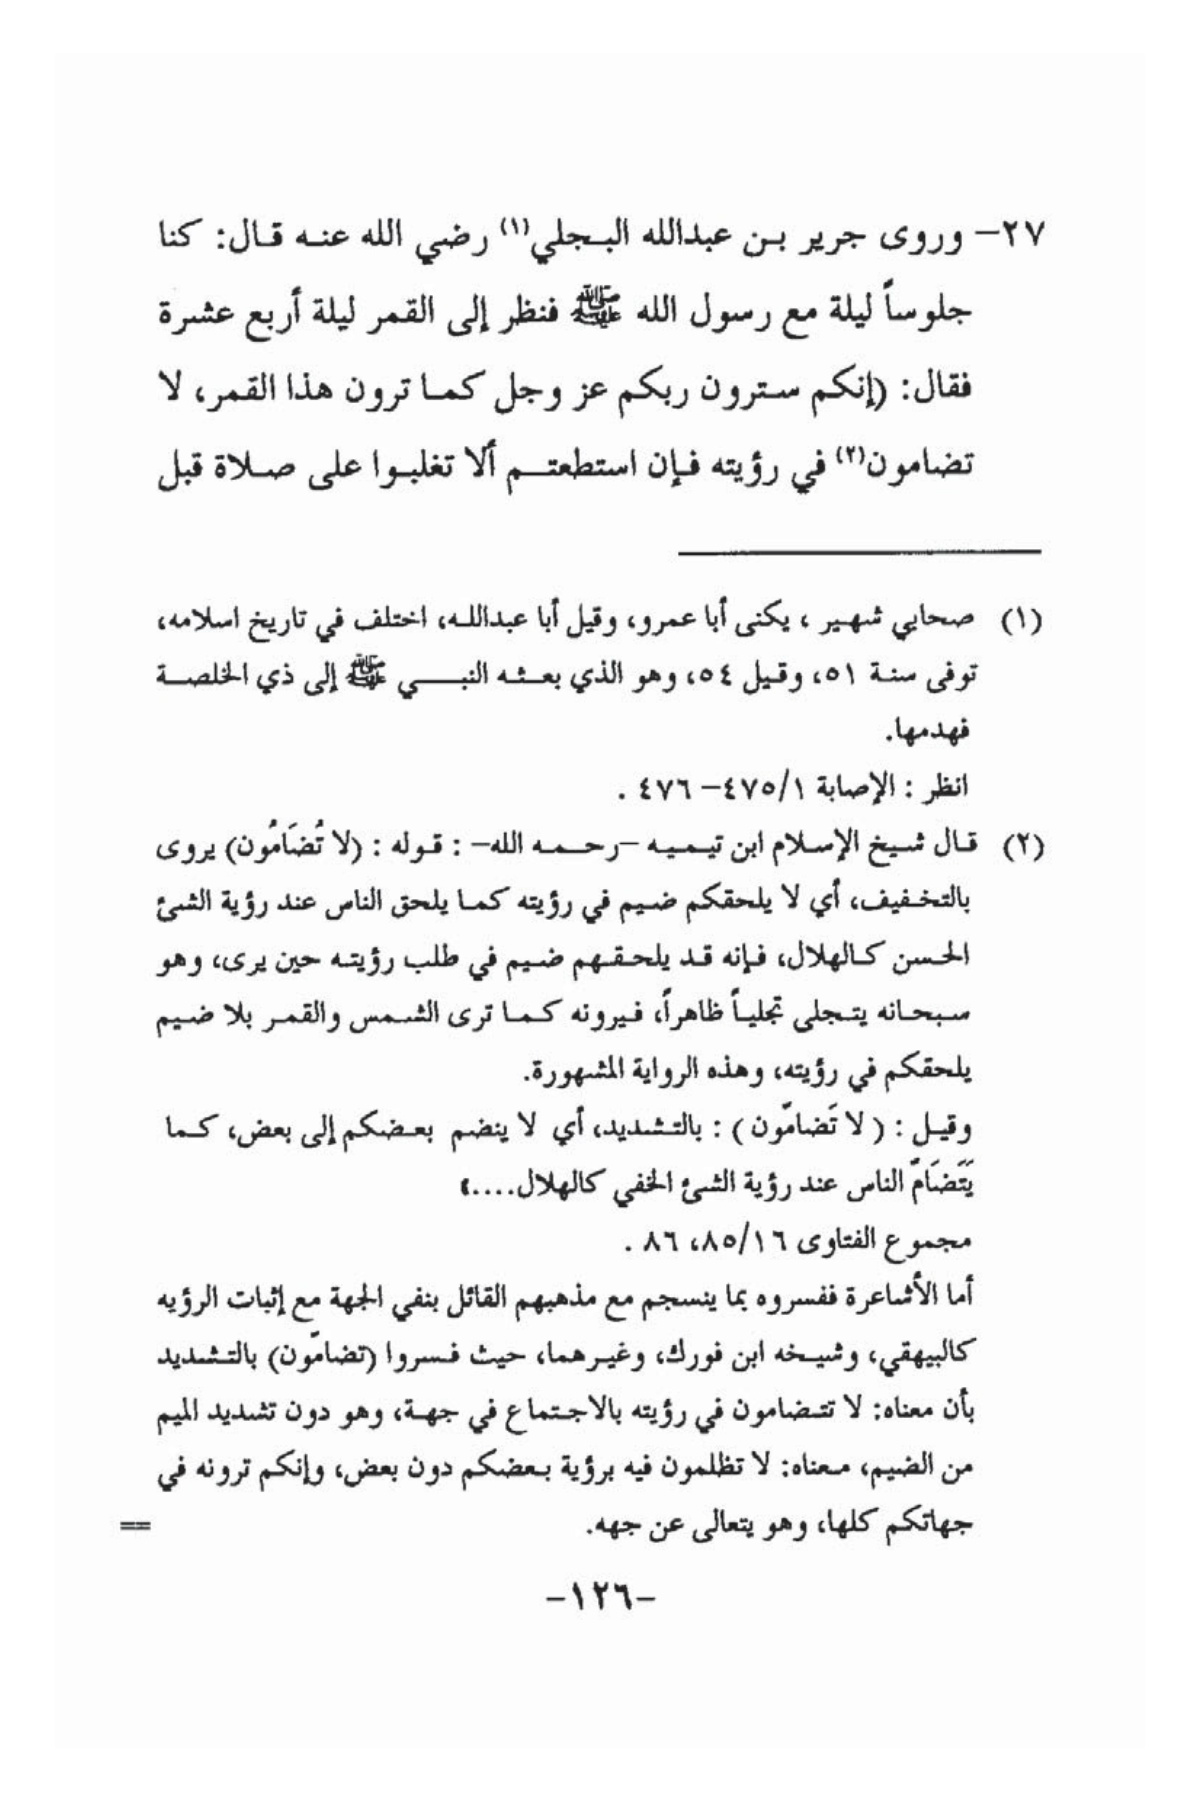 ٢٧– وروى جرير بن عبدالله البجلي(١) رضي الله عنه قال: كنا
جلوساً ليلة مع رسول الله ﷺ فنظر إلى القمر ليلة أربع عشرة
فقال: (إنكم سترون ربكم عز وجل كما ترون هذا القمر، لا
تضامون(٢) في رؤيته فإن استطعتم ألا تغلبوا على صلاة قبل
(١) صحابي شهير ، يكنى أبا عمرو، وقيل أبا عبدالله، اختلف في تاريخ اسلامه،
توفى سنة ٥١، وقيل ٥٤، وهو الذي بعثه النبي ﷺ إلى ذي الخلصة
فهدمها.
انظر : الإصابة ١/٤٧٥– ٤٧٦ .
(٢) قال شيخ الإسلام ابن تيميه –رحمه الله– : قوله : (لا تُضَامُون) يروى
بالتخفيف، أي لا يلحقكم ضيم في رؤيته كما يلحق الناس عند رؤية الشئ
الحسن كالهلال، فإنه قد يلحقهم ضيم في طلب رؤيته حين يرى، وهو
سبحانه يتجلى تجلياً ظاهراً، فيرونه كما ترى الشمس والقمر بلا ضيم
يلحقكم في رؤيته، وهذه الرواية المشهورة.
وقيل : ( لا تَضامّون ) : بالتشديد، أي لا ينضم بعضكم إلى بعض، كما
يَتَضَامّ الناس عند رؤية الشئ الخفي كالهلال....»
مجموع الفتاوى ١٦/٨٥، ٨٦ .
أما الأشاعرة ففسروه بما ينسجم مع مذهبهم القائل بنفي الجهة مع إثبات الرؤيه
كالبيهقي، وشيخه ابن فورك، وغيرهما، حيث فسروا (تضامّون) بالتشديد
بأن معناه: لا تتضامون في رؤيته بالاجتماع في جهة، وهو دون تشديد الميم
من الضيم، معناه: لا تظلمون فيه برؤية بعضكم دون بعض، وإنكم ترونه في
جهاتكم كلها، وهو يتعالى عن جهه. ==
–١٢٦–